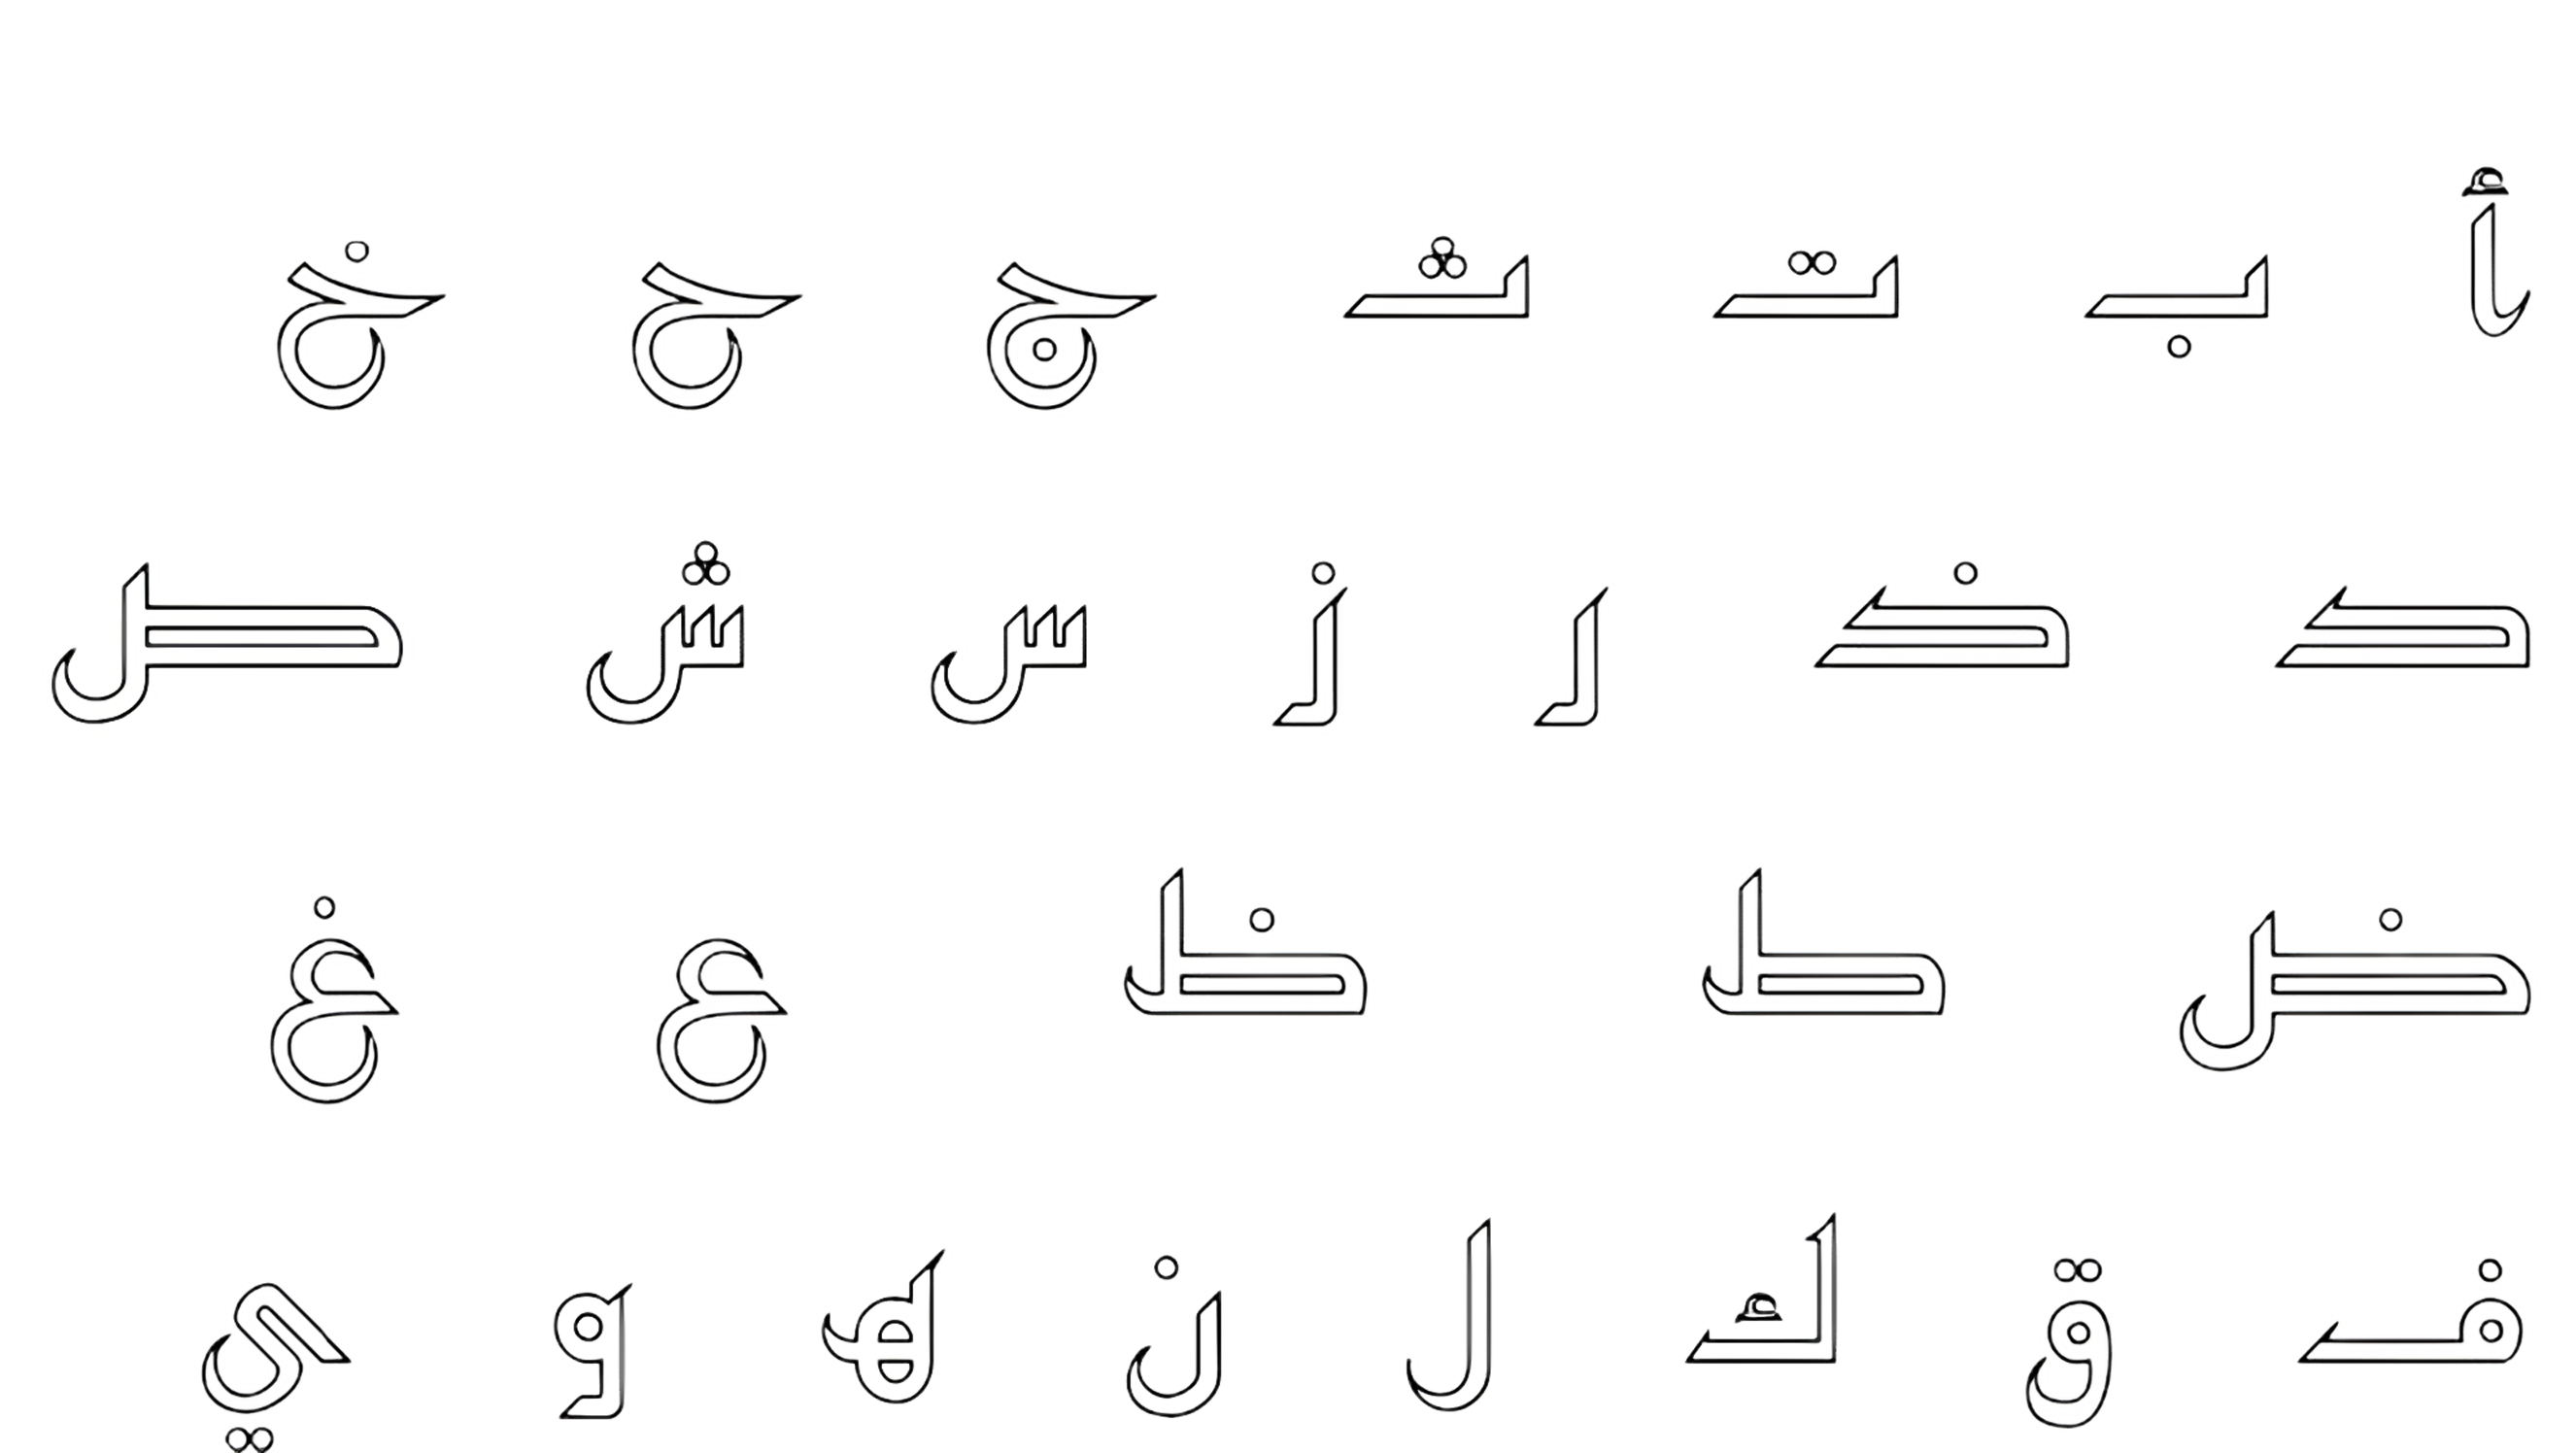 أ ب ت ث ج ح خ
د ذ ر ز س ش ص
ض ط ظ ع غ
ف ق ك ل ن ه و ي